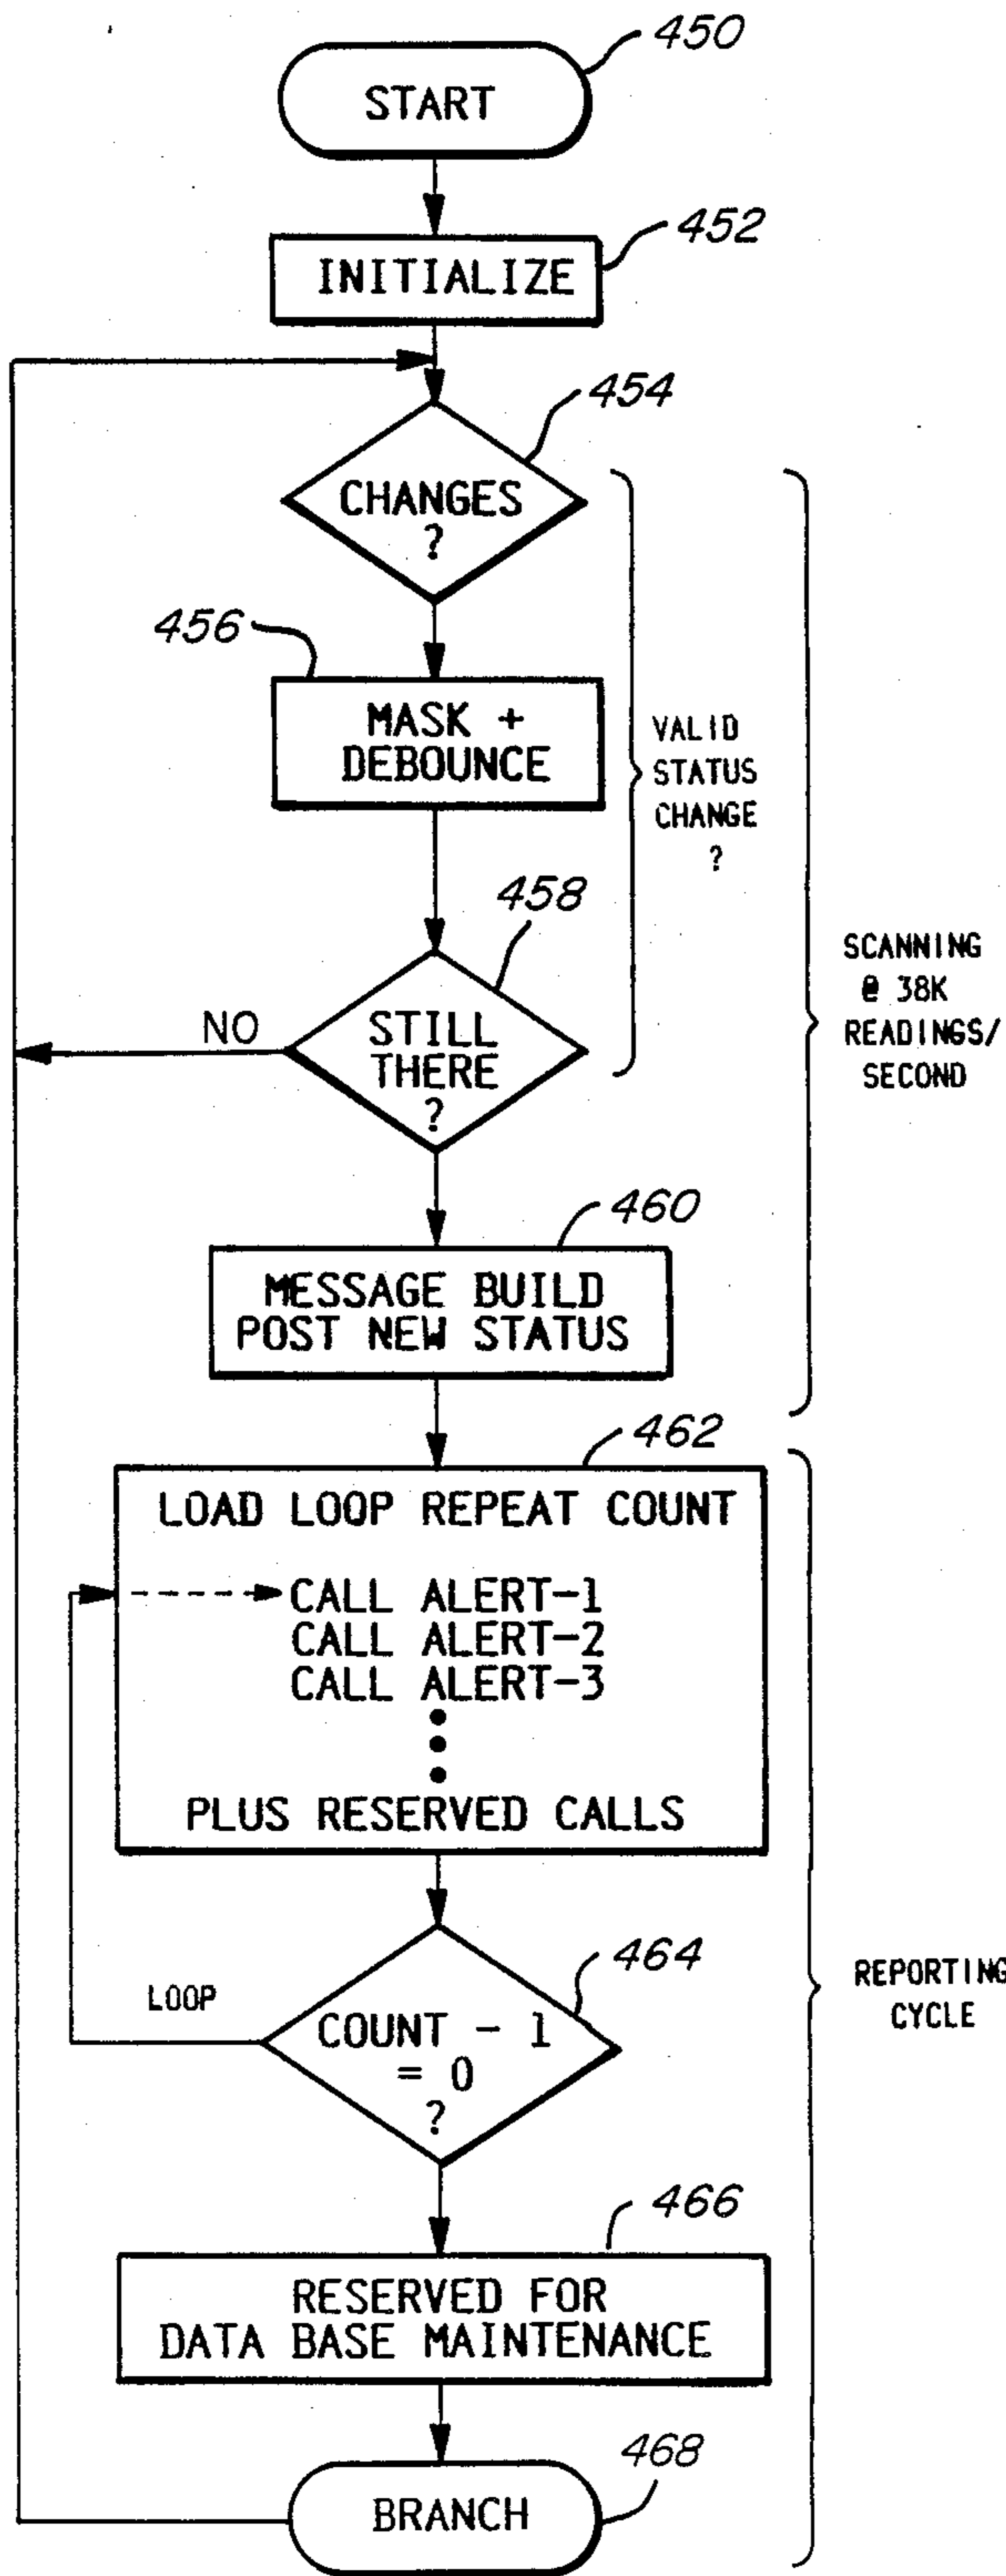 450
START
452
INITIALIZE
454
CHANGES
?
456
MASK +
DEBOUNCE
VALID
STATUS
CHANGE
?
458
STILL
THERE
?
NO
SCANNING
@ 38K
READINGS/
SECOND
460
MESSAGE BUILD
POST NEW STATUS
462
LOAD LOOP REPEAT COUNT
CALL ALERT-1
CALL ALERT-2
CALL ALERT-3
PLUS RESERVED CALLS
464
LOOP
COUNT - 1
= 0
?
REPORTING
CYCLE
466
RESERVED FOR
DATA BASE MAINTENANCE
468
BRANCH